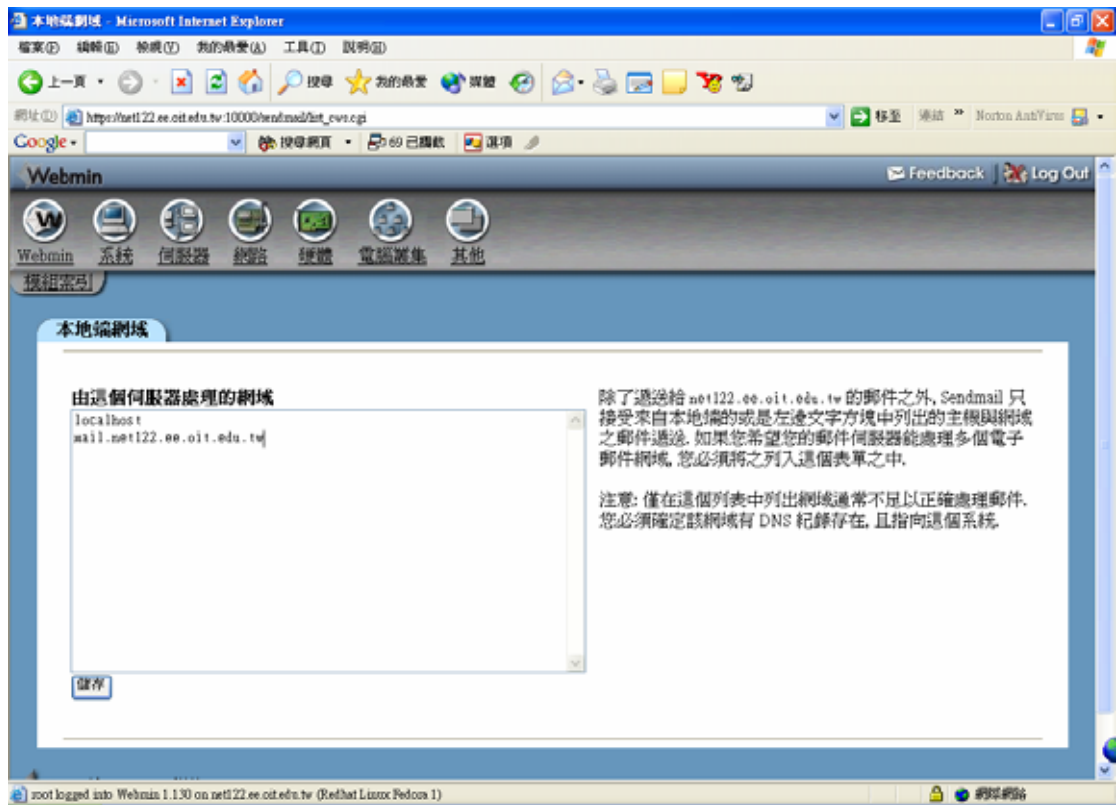 本地端網域 - Microsoft Internet Explorer
檔案(F) 編輯(E) 檢視(V) 我的最愛(A) 工具(T) 說明(H)
上一頁 搜尋 我的最愛 媒體
網址(D) https://net122.ee.oit.edu.tw:10000/sendmail/list_cws.cgi 移至 連結 » Norton AntiVirus
Google 搜尋網頁 69 已攔截 選項
Webmin Feedback Log Out
Webmin 系統 伺服器 網路 硬體 電腦叢集 其他
模組索引
本地端網域
由這個伺服器處理的網域
localhost
mail.net122.ee.oit.edu.tw
儲存
除了遞送給 net122.ee.oit.edu.tw 的郵件之外, Sendmail 只
接受來自本地端的或是左邊文字方塊中列出的主機與網域
之郵件遞送. 如果您希望您的郵件伺服器能處理多個電子
郵件網域, 您必須將之列入這個表單之中.
注意: 僅在這個列表中列出網域通常不足以正確處理郵件.
您必須確定該網域有 DNS 紀錄存在, 且指向這個系統.
root logged into Webmin 1.130 on net122.ee.oit.edu.tw (Redhat Linux Fedora 1) 網際網路